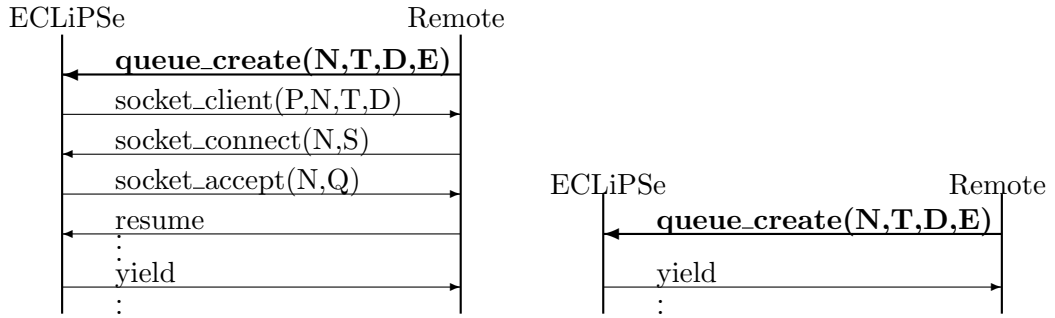 ECLiPSe Remote
queue_create(N,T,D,E)
socket_client(P,N,T,D)
socket_connect(N,S)
socket_accept(N,Q)
resume
yield
ECLiPSe Remote
queue_create(N,T,D,E)
yield